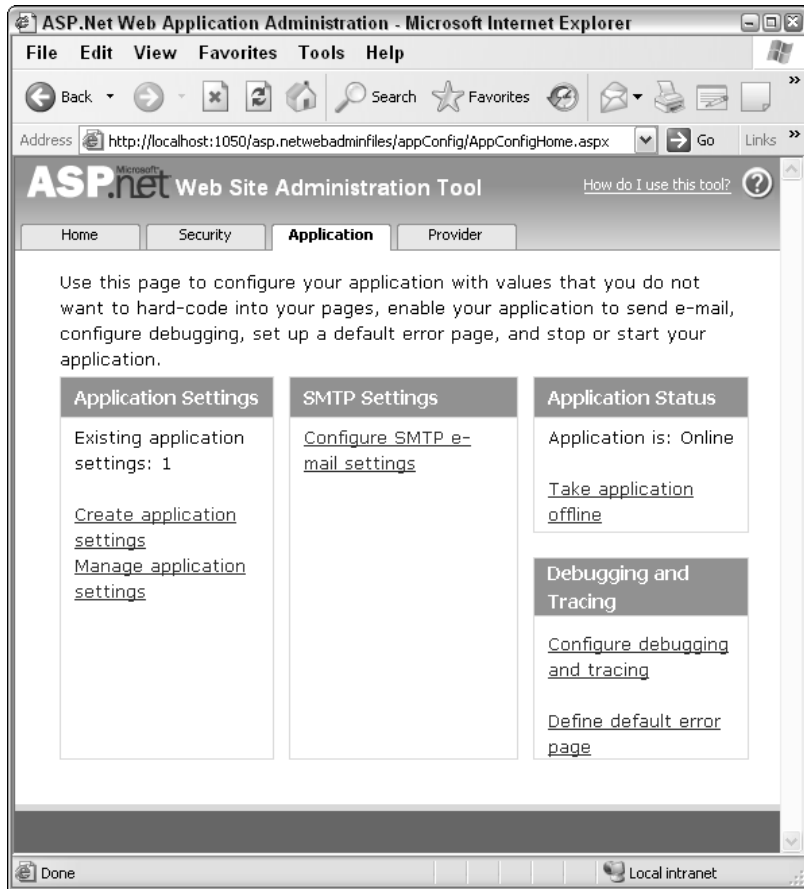 ASP.Net Web Application Administration - Microsoft Internet Explorer
File Edit View Favorites Tools Help
Back Search Favorites »
Address http://localhost:1050/asp.netwebadminfiles/appConfig/AppConfigHome.aspx Go Links »
Microsoft
ASP.net Web Site Administration Tool How do I use this tool? ?
Home Security Application Provider
Use this page to configure your application with values that you do not
want to hard-code into your pages, enable your application to send e-mail,
configure debugging, set up a default error page, and stop or start your
application.
Application Settings
Existing application
settings: 1
Create application
settings
Manage application
settings
SMTP Settings
Configure SMTP e-
mail settings
Application Status
Application is: Online
Take application
offline
Debugging and
Tracing
Configure debugging
and tracing
Define default error
page
Done Local intranet